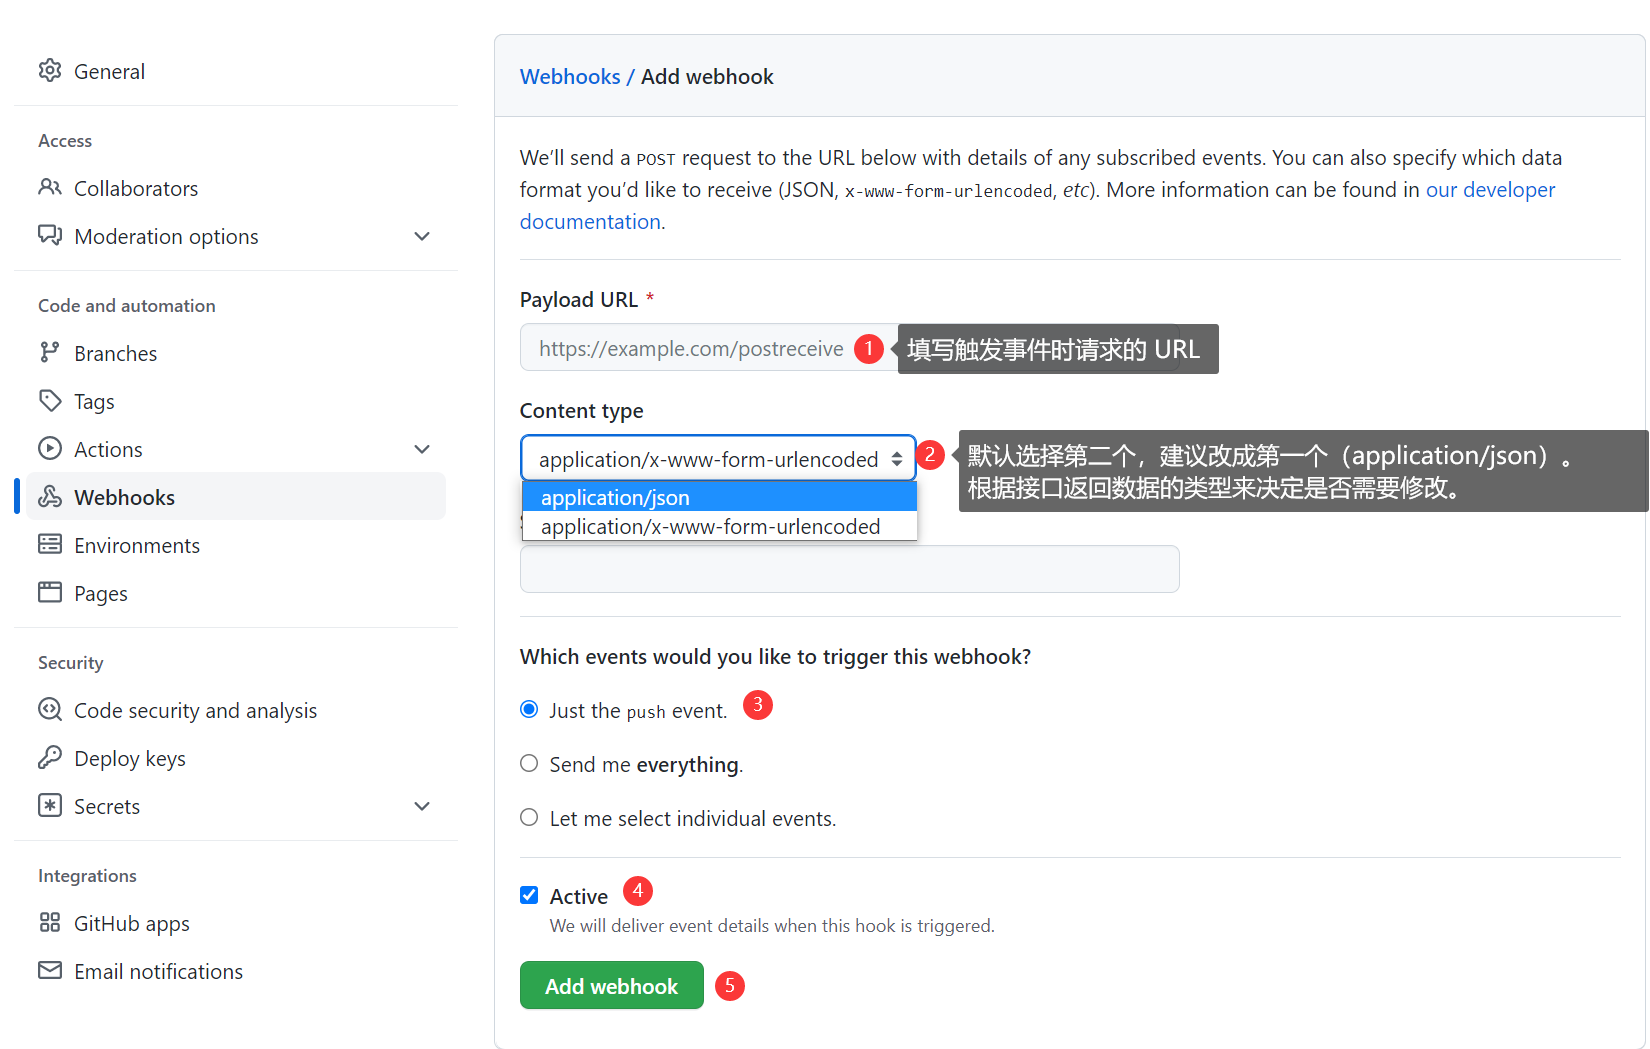 General
Access
Collaborators
Moderation options
Code and automation
Branches
Tags
Actions
Webhooks
Environments
Pages
Security
Code security and analysis
Deploy keys
Secrets
Integrations
GitHub apps
Email notifications
Webhooks / Add webhook
We’ll send a POST request to the URL below with details of any subscribed events. You can also specify which data
format you’d like to receive (JSON, x-www-form-urlencoded, etc). More information can be found in our developer
documentation.
Payload URL *
https://example.com/postreceive 1 填写触发事件时请求的 URL
Content type
application/x-www-form-urlencoded 2 默认选择第二个，建议改成第一个（application/json）。
根据接口返回数据的类型来决定是否需要修改。
application/json
application/x-www-form-urlencoded
Which events would you like to trigger this webhook?
Just the push event. 3
Send me everything.
Let me select individual events.
Active 4
We will deliver event details when this hook is triggered.
Add webhook 5